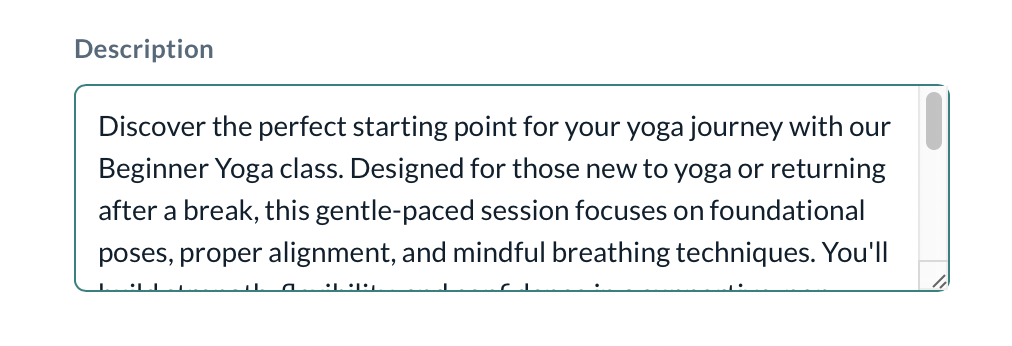 Description
Discover the perfect starting point for your yoga journey with our
Beginner Yoga class. Designed for those new to yoga or returning
after a break, this gentle-paced session focuses on foundational
poses, proper alignment, and mindful breathing techniques. You'll